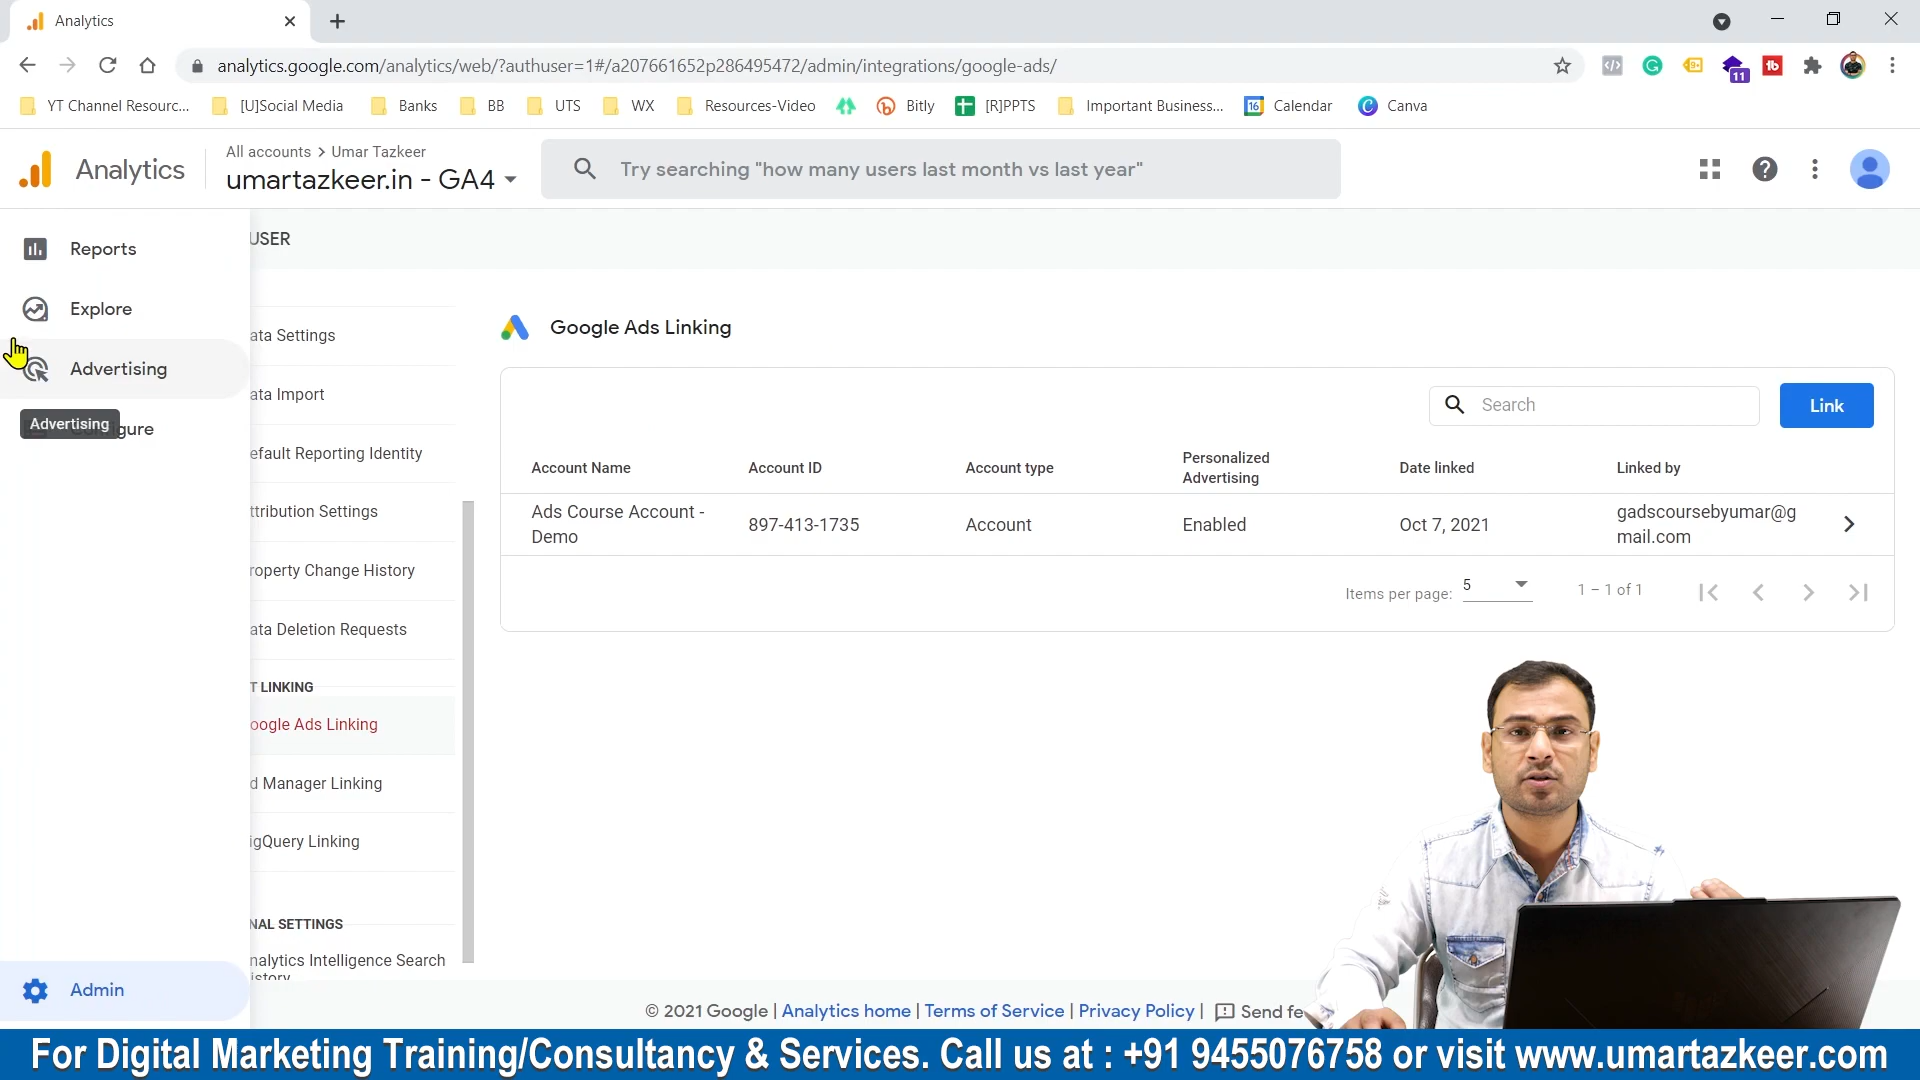 Analytics
analytics.google.com/analytics/web/?authuser=1#/a207661652p286495472/admin/integrations/google-ads/
11
YT Channel Resourc...
[U]Social Media
Banks
BB
UTS
WX
Resources-Video
Bitly
[R]PPTS
Important Business...
16
Calendar
Canva
Analytics
All accounts > Umar Tazkeer
umartazkeer.in - GA4
Try searching "how many users last month vs last year"
Reports
Explore
Advertising
Advertising
gure
Admin
USER
ata Settings
ata Import
efault Reporting Identity
ttribution Settings
roperty Change History
ata Deletion Requests
T LINKING
oogle Ads Linking
d Manager Linking
igQuery Linking
NAL SETTINGS
nalytics Intelligence Search
istory
Google Ads Linking
Search
Link
Account Name
Account ID
Account type
Personalized
Advertising
Date linked
Linked by
Ads Course Account -
Demo
897-413-1735
Account
Enabled
Oct 7, 2021
gadscoursebyumar@g
mail.com
Items per page:
5
1 – 1 of 1
© 2021 Google | Analytics home | Terms of Service | Privacy Policy | Send fe
For Digital Marketing Training/Consultancy & Services. Call us at : +91 9455076758 or visit www.umartazkeer.com